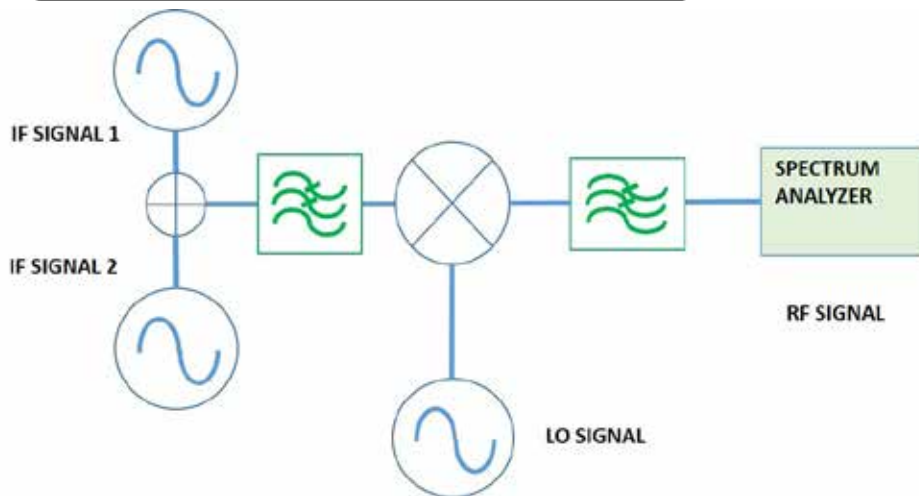 IF SIGNAL 1
SPECTRUM
ANALYZER
IF SIGNAL 2
RF SIGNAL
LO SIGNAL